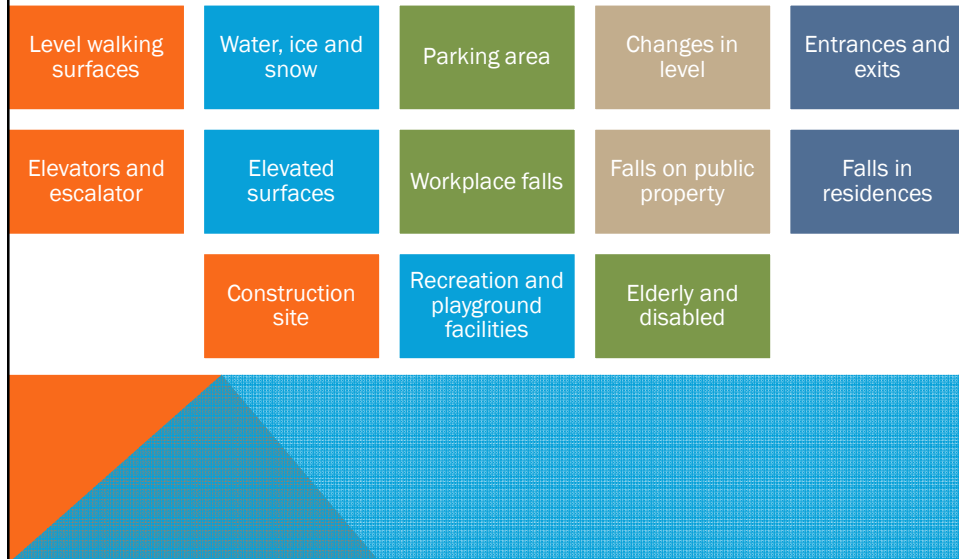 Level walking
surfaces
Water, ice and
snow
Parking area
Changes in
level
Entrances and
exits
Elevators and
escalator
Elevated
surfaces
Workplace falls
Falls on public
property
Falls in
residences
Construction
site
Recreation and
playground
facilities
Elderly and
disabled